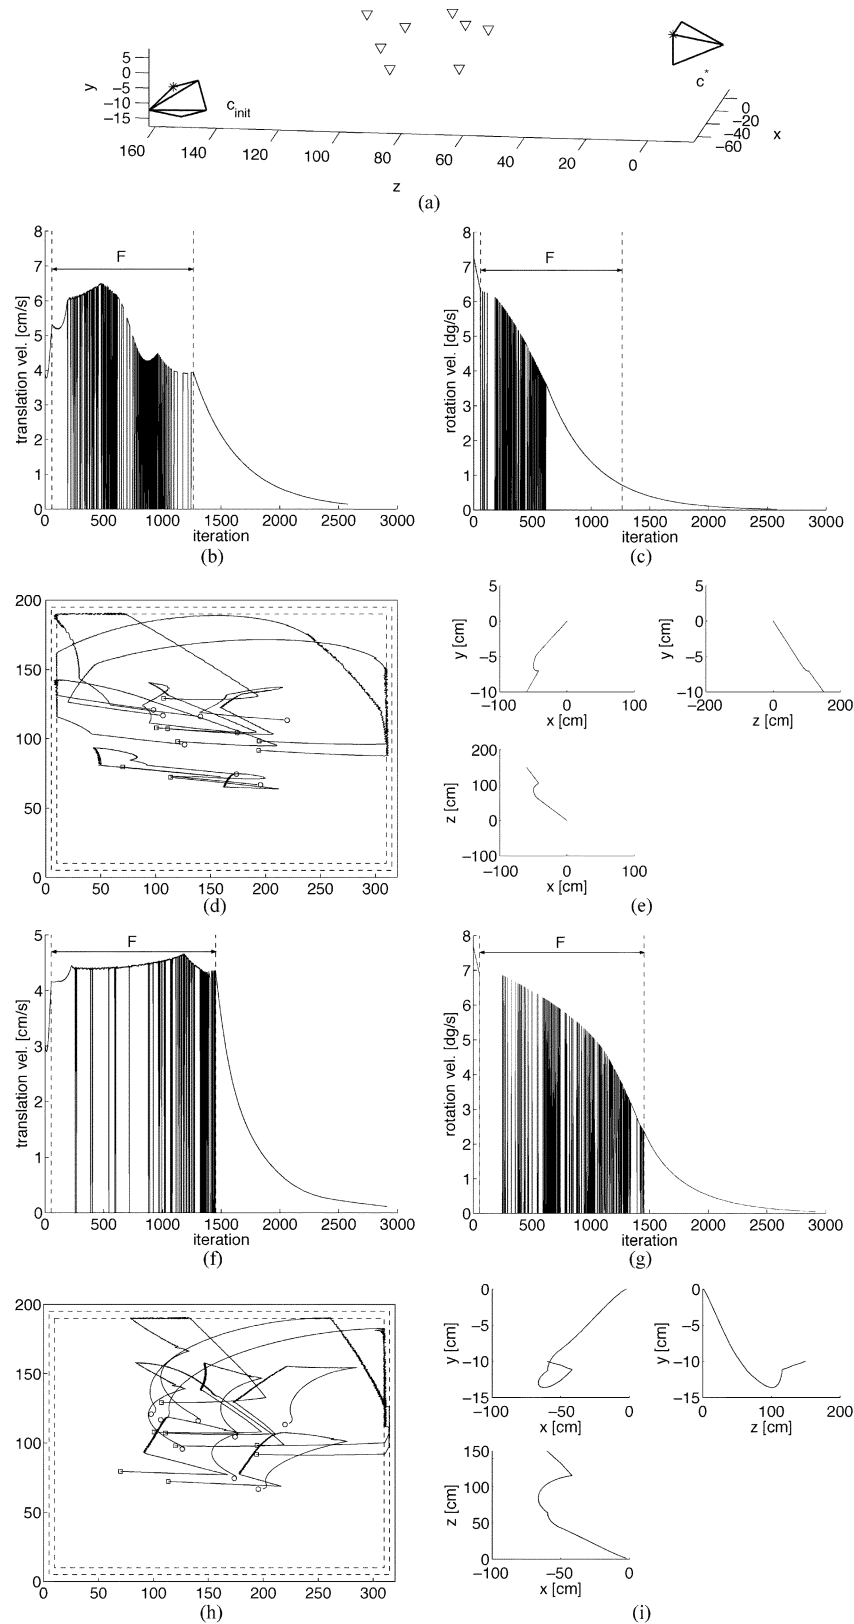 5
0
−5
−10
−15
y
c init
c *
0
−20
−40
−60
x
160 140 120 100 80 60 40 20 0
z
(a)
8
7
6
5
4
3
2
1
0
translation vel. [cm/s]
F
0 500 1000 1500 2000 2500 3000
iteration
(b)
8
7
6
5
4
3
2
1
0
rotation vel. [dg/s]
F
0 500 1000 1500 2000 2500 3000
iteration
(c)
200
150
100
50
0
0 50 100 150 200 250 300
(d)
5
0
−5
−10
y [cm]
−100 0 100
x [cm]
5
0
−5
−10
y [cm]
−200 0 200
z [cm]
200
100
0
−100
z [cm]
−100 0 100
x [cm]
(e)
5
4
3
2
1
0
translation vel. [cm/s]
F
0 500 1000 1500 2000 2500 3000
iteration
(f)
8
7
6
5
4
3
2
1
0
rotation vel. [dg/s]
F
0 500 1000 1500 2000 2500 3000
iteration
(g)
200
150
100
50
0
0 50 100 150 200 250 300
(h)
0
−5
−10
−15
y [cm]
−100 −50 0
x [cm]
0
−5
−10
−15
y [cm]
0 100 200
z [cm]
150
100
50
0
z [cm]
−100 −50 0
x [cm]
(i)